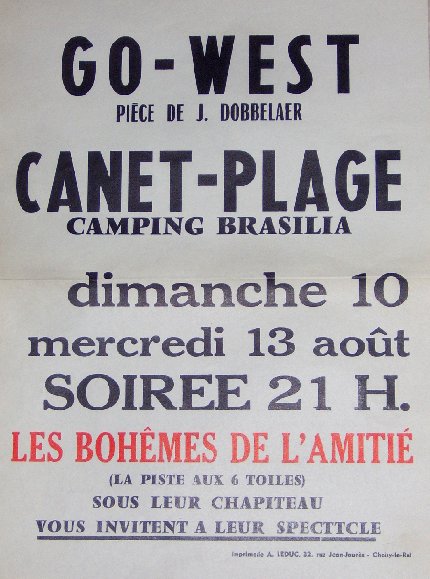 GO-WEST
PIÈCE DE J. DOBBELAER
CANET-PLAGE
CAMPING BRASILIA
dimanche 10
mercredi 13 août
SOIREE 21 H.
LES BOHÊMES DE L'AMITIÉ
(LA PISTE AUX 6 TOILES)
SOUS LEUR CHAPITEAU
VOUS INVITENT A LEUR SPECTTCLE
Imprimerie A. LEDUC, 32, rue Jean-Jaurès - Choisy-le-Roi